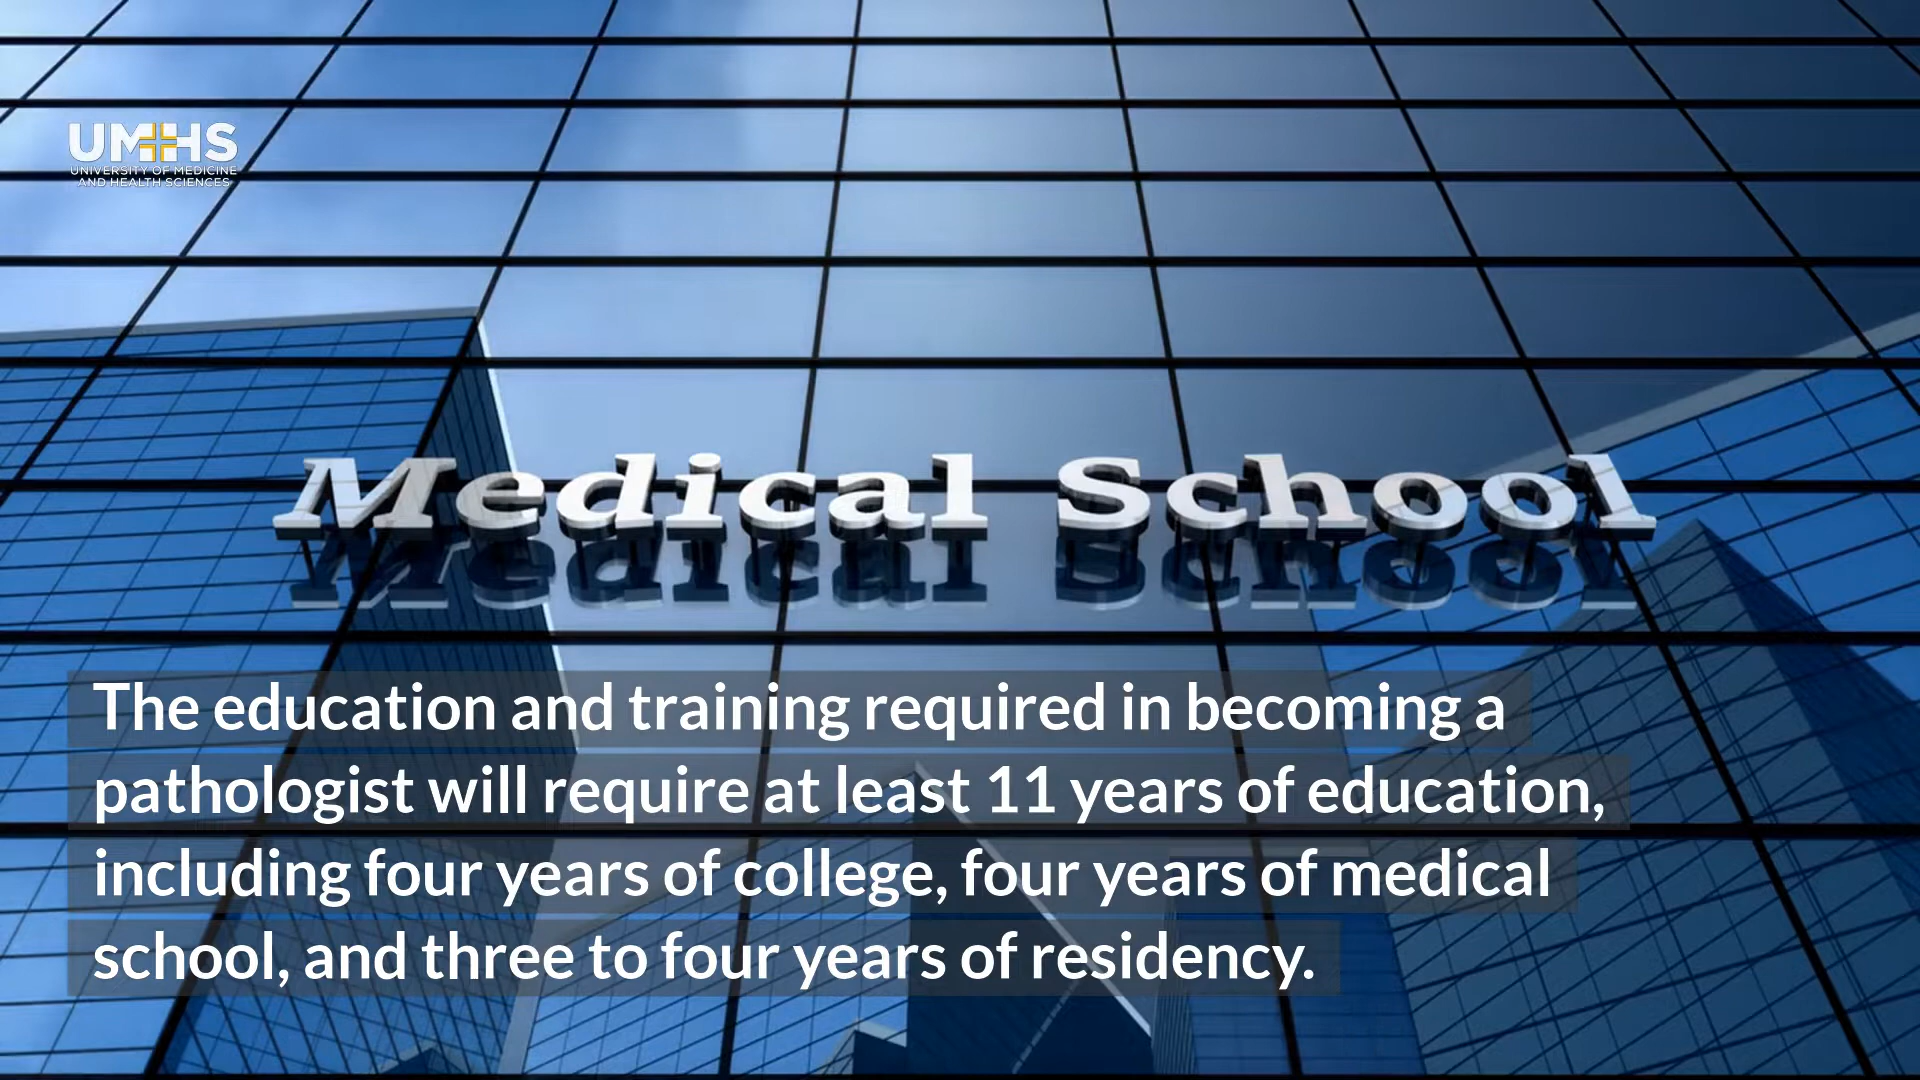 UMHS
UNIVERSITY OF MEDICINE
AND HEALTH SCIENCES
Medical School
The education and training required in becoming a
pathologist will require at least 11 years of education,
including four years of college, four years of medical
school, and three to four years of residency.